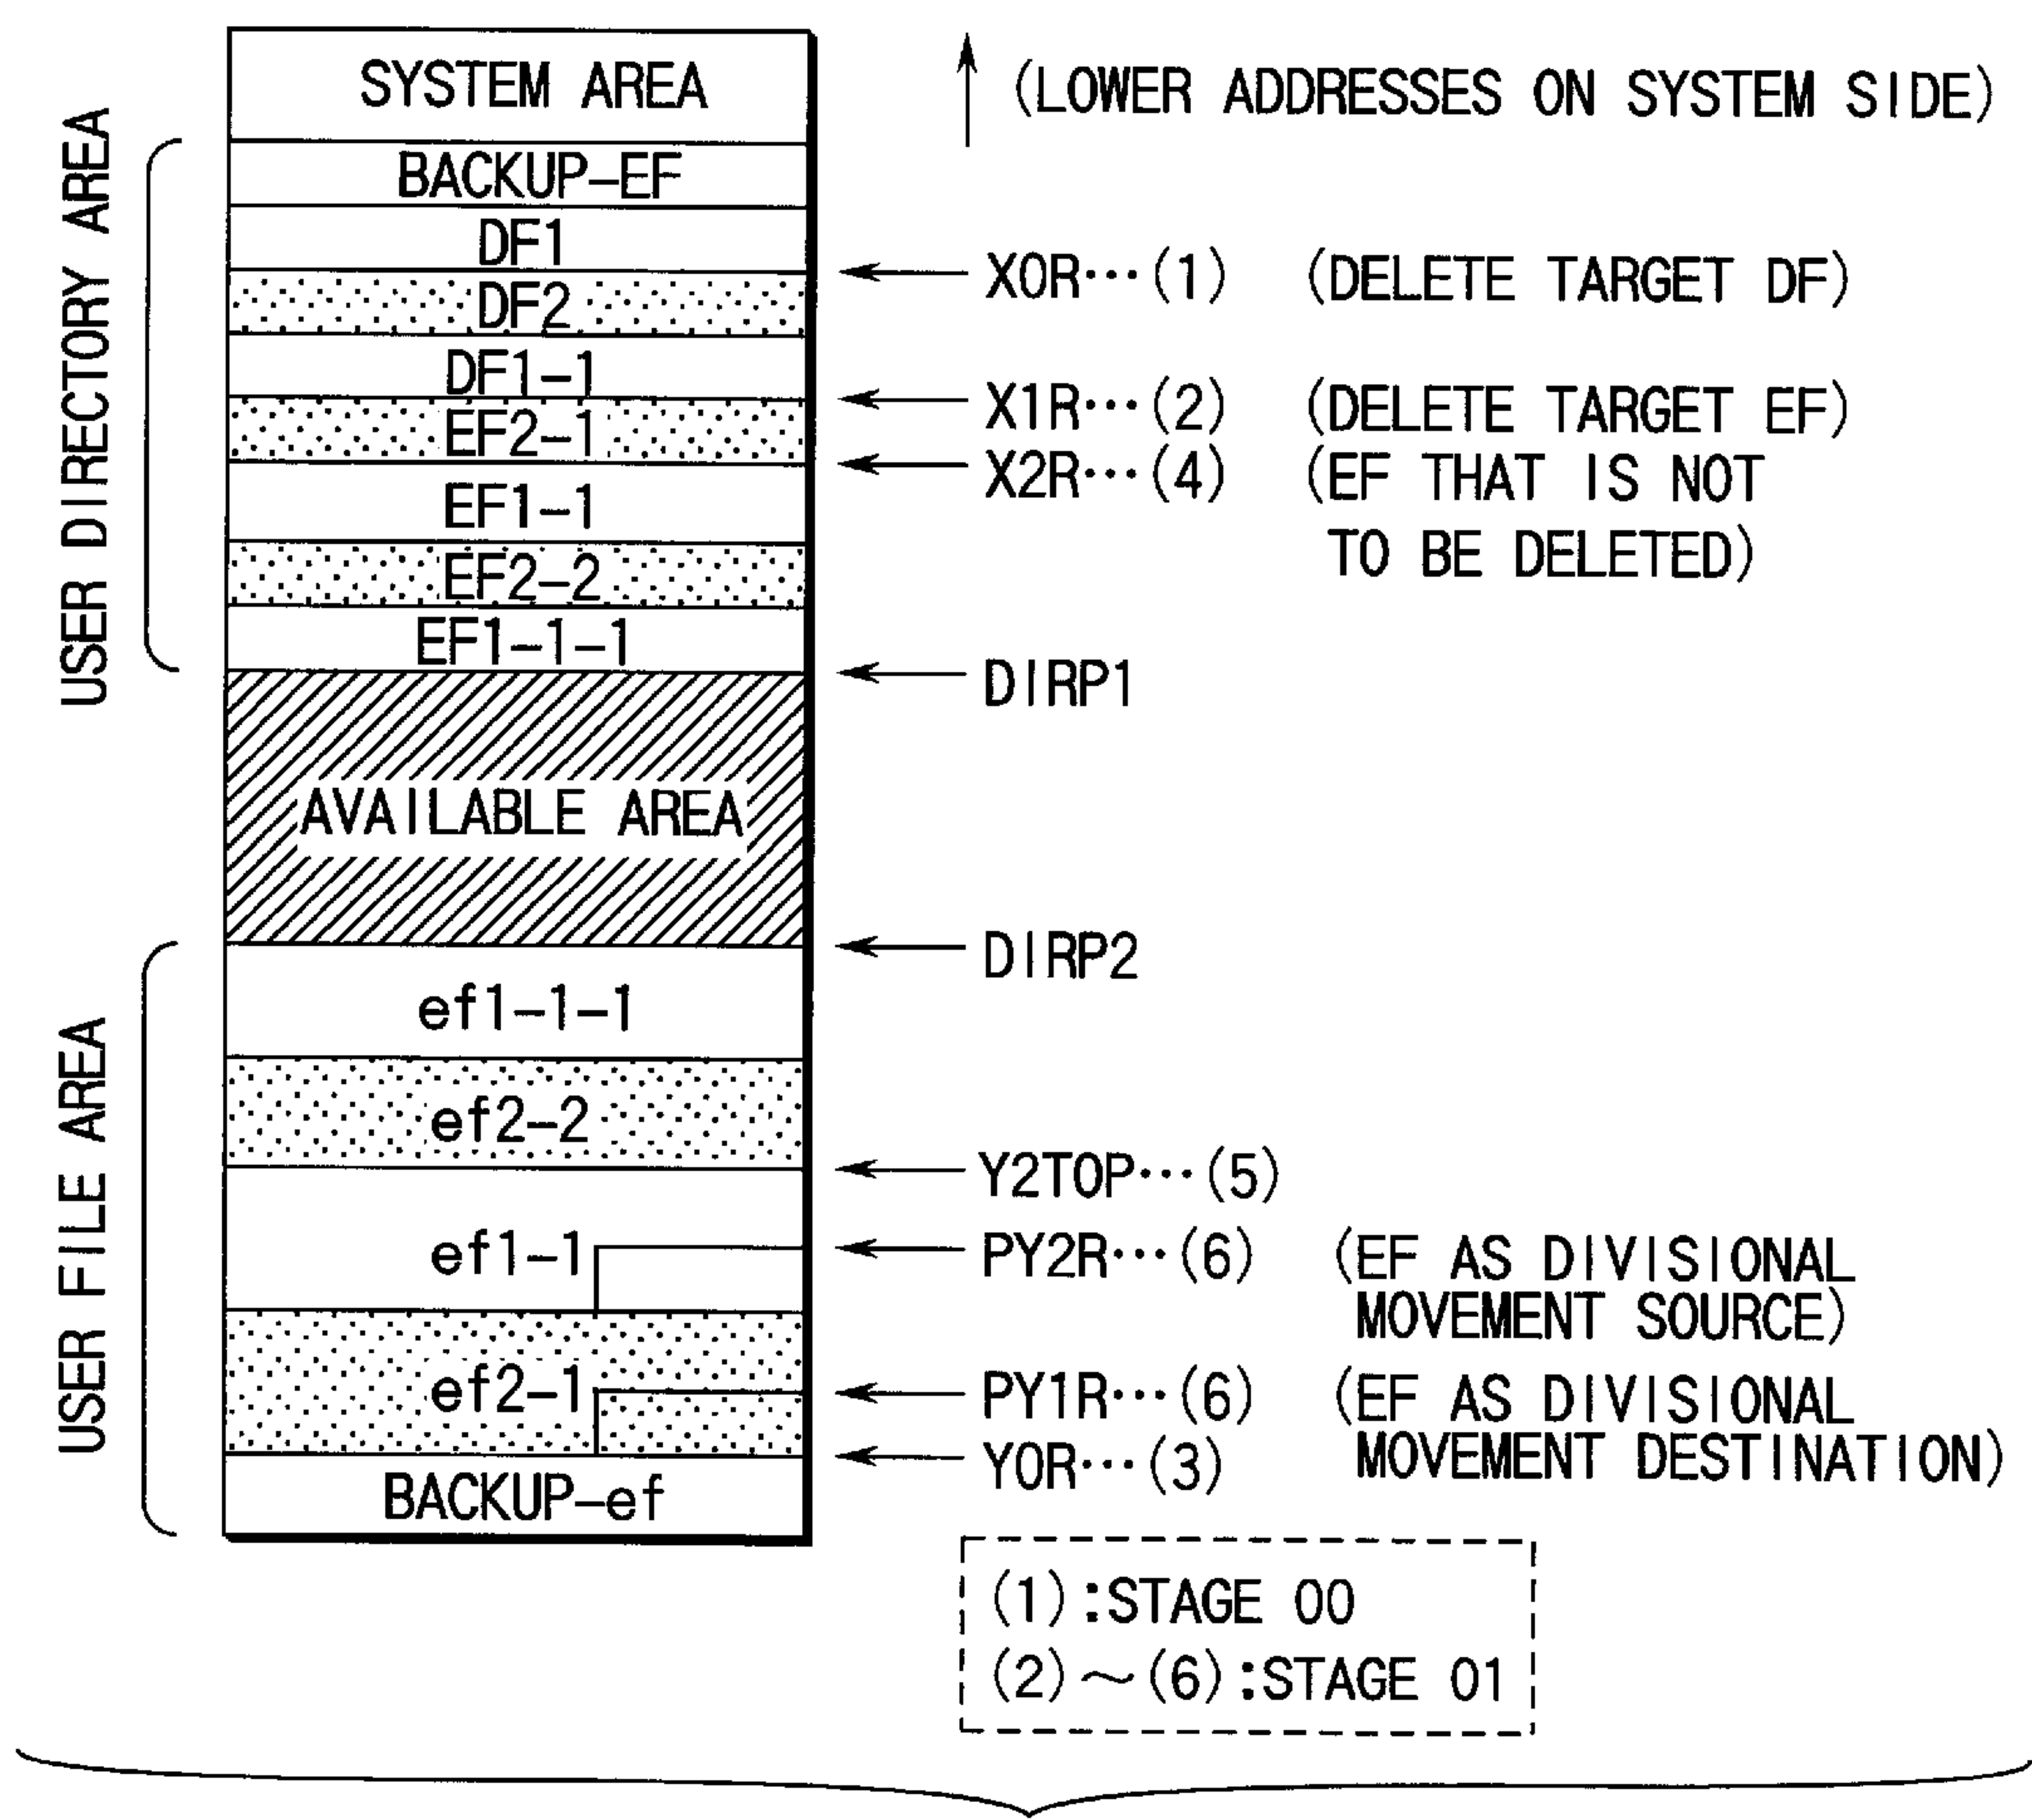 SYSTEM AREA
(LOWER ADDRESSES ON SYSTEM SIDE)
USER DIRECTORY AREA
BACKUP-EF
DF1
X0R···(1) (DELETE TARGET DF)
DF2
DF1-1
X1R···(2) (DELETE TARGET EF)
EF2-1
X2R···(4) (EF THAT IS NOT
TO BE DELETED)
EF1-1
EF2-2
EF1-1-1
DIRP1
AVAILABLE AREA
DIRP2
USER FILE AREA
ef1-1-1
ef2-2
Y2TOP···(5)
ef1-1
PY2R···(6) (EF AS DIVISIONAL
MOVEMENT SOURCE)
ef2-1
PY1R···(6) (EF AS DIVISIONAL
MOVEMENT DESTINATION)
Y0R···(3)
BACKUP-ef
(1):STAGE 00
(2)~(6):STAGE 01